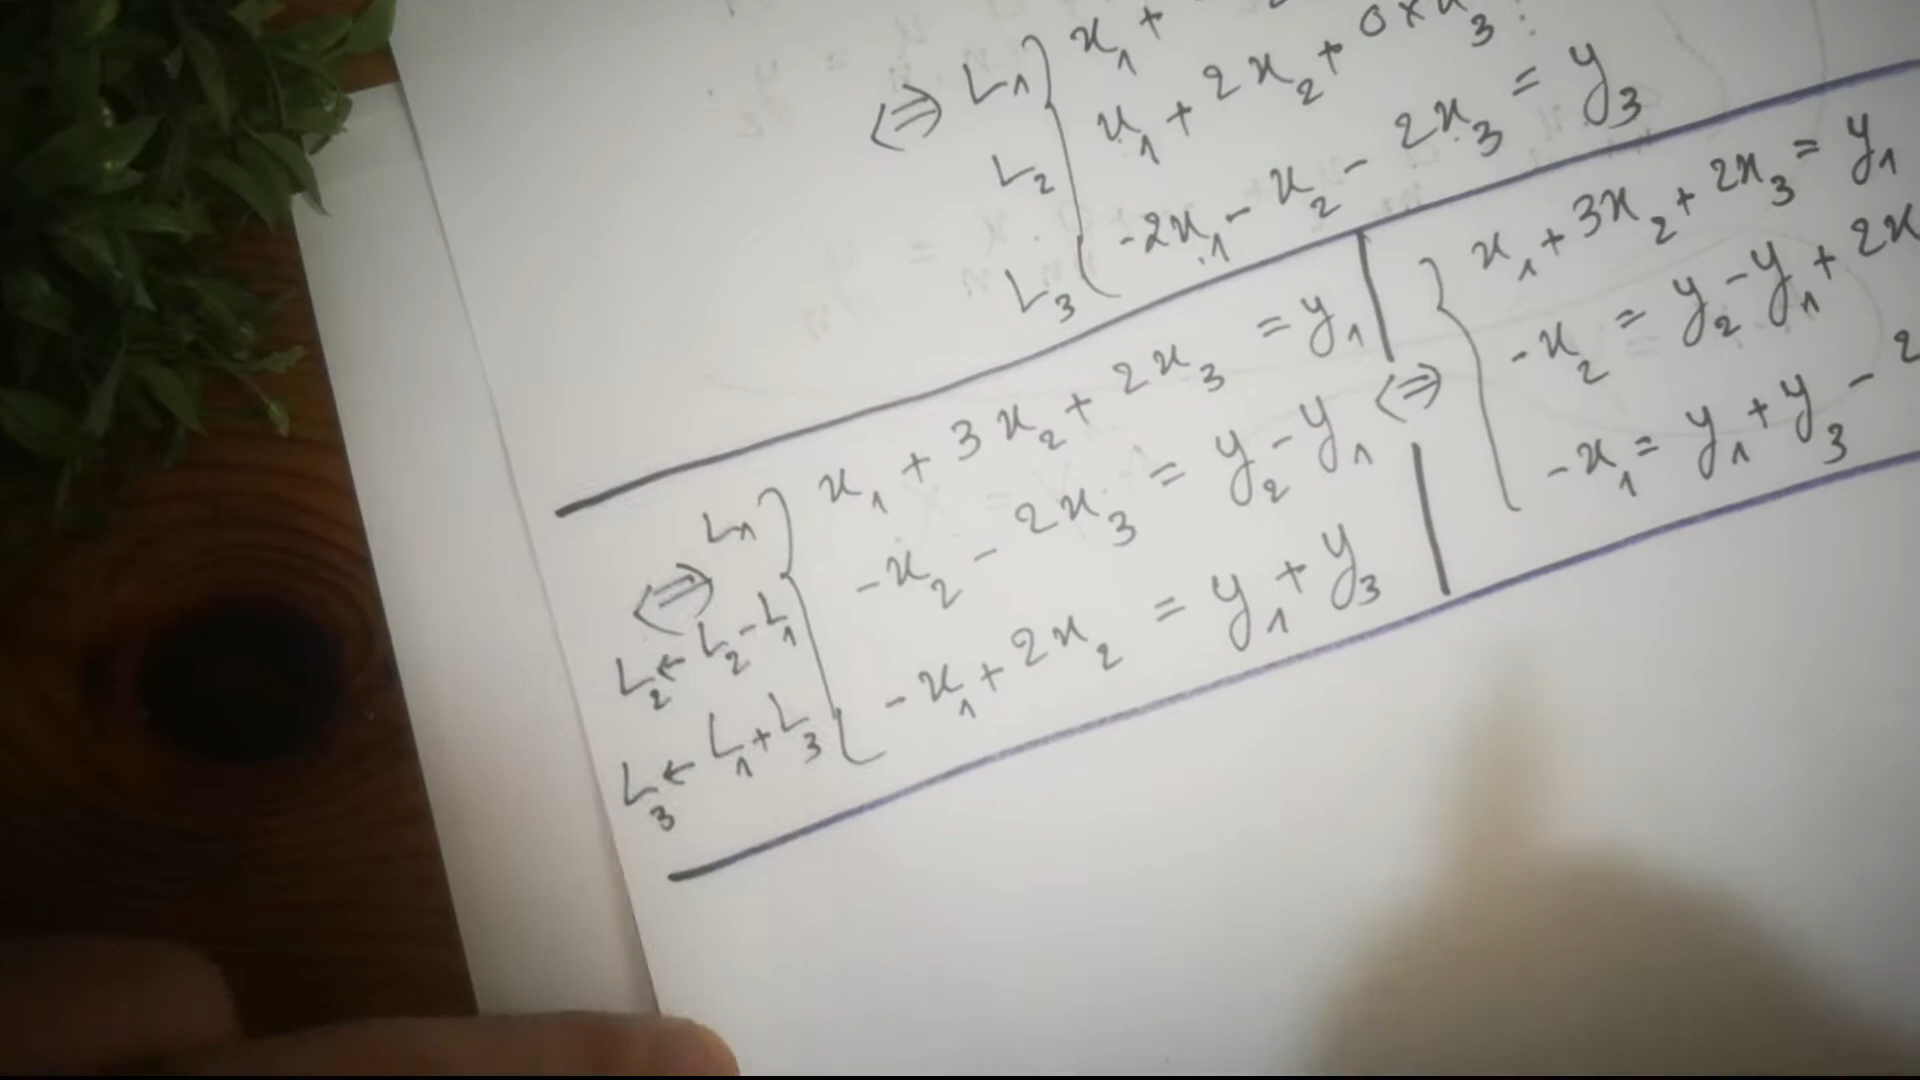 ⇔ L₁ { x₁ +
L₂ x₁ + 2x₂ + 0×x₃
L₃ -2x₁ - x₂ - 2x₃ = y₃
⇔ L₁ { x₁ + 3x₂ + 2x₃ = y₁
L₂ ← L₂ - L₁ -x₂ - 2x₃ = y₂ - y₁
L₃ ← L₁ + L₃ -x₁ + 2x₂ = y₁ + y₃
⇔ { x₁ + 3x₂ + 2x₃ = y₁
-x₂ = y₂ - y₁ + 2x
-x₁ = y₁ + y₃ - 2